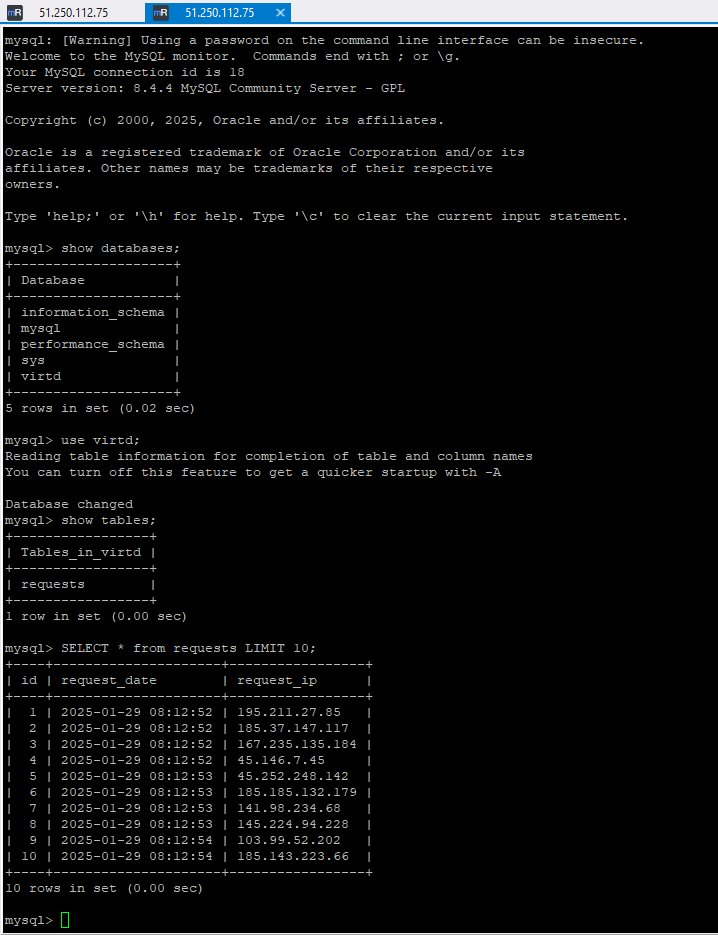 mR 51.250.112.75 mR 51.250.112.75 ×
mysql: [Warning] Using a password on the command line interface can be insecure.
Welcome to the MySQL monitor.  Commands end with ; or \g.
Your MySQL connection id is 18
Server version: 8.4.4 MySQL Community Server - GPL

Copyright (c) 2000, 2025, Oracle and/or its affiliates.

Oracle is a registered trademark of Oracle Corporation and/or its
affiliates. Other names may be trademarks of their respective
owners.

Type 'help;' or '\h' for help. Type '\c' to clear the current input statement.

mysql> show databases;
+--------------------+
| Database           |
+--------------------+
| information_schema |
| mysql              |
| performance_schema |
| sys                |
| virtd              |
+--------------------+
5 rows in set (0.02 sec)

mysql> use virtd;
Reading table information for completion of table and column names
You can turn off this feature to get a quicker startup with -A

Database changed
mysql> show tables;
+-----------------+
| Tables_in_virtd |
+-----------------+
| requests        |
+-----------------+
1 row in set (0.00 sec)

mysql> SELECT * from requests LIMIT 10;
+----+---------------------+-----------------+
| id | request_date        | request_ip      |
+----+---------------------+-----------------+
|  1 | 2025-01-29 08:12:52 | 195.211.27.85   |
|  2 | 2025-01-29 08:12:52 | 185.37.147.117  |
|  3 | 2025-01-29 08:12:52 | 167.235.135.184 |
|  4 | 2025-01-29 08:12:52 | 45.146.7.45     |
|  5 | 2025-01-29 08:12:53 | 45.252.248.142  |
|  6 | 2025-01-29 08:12:53 | 185.185.132.179 |
|  7 | 2025-01-29 08:12:53 | 141.98.234.68   |
|  8 | 2025-01-29 08:12:53 | 145.224.94.228  |
|  9 | 2025-01-29 08:12:54 | 103.99.52.202   |
| 10 | 2025-01-29 08:12:54 | 185.143.223.66  |
+----+---------------------+-----------------+
10 rows in set (0.00 sec)

mysql>